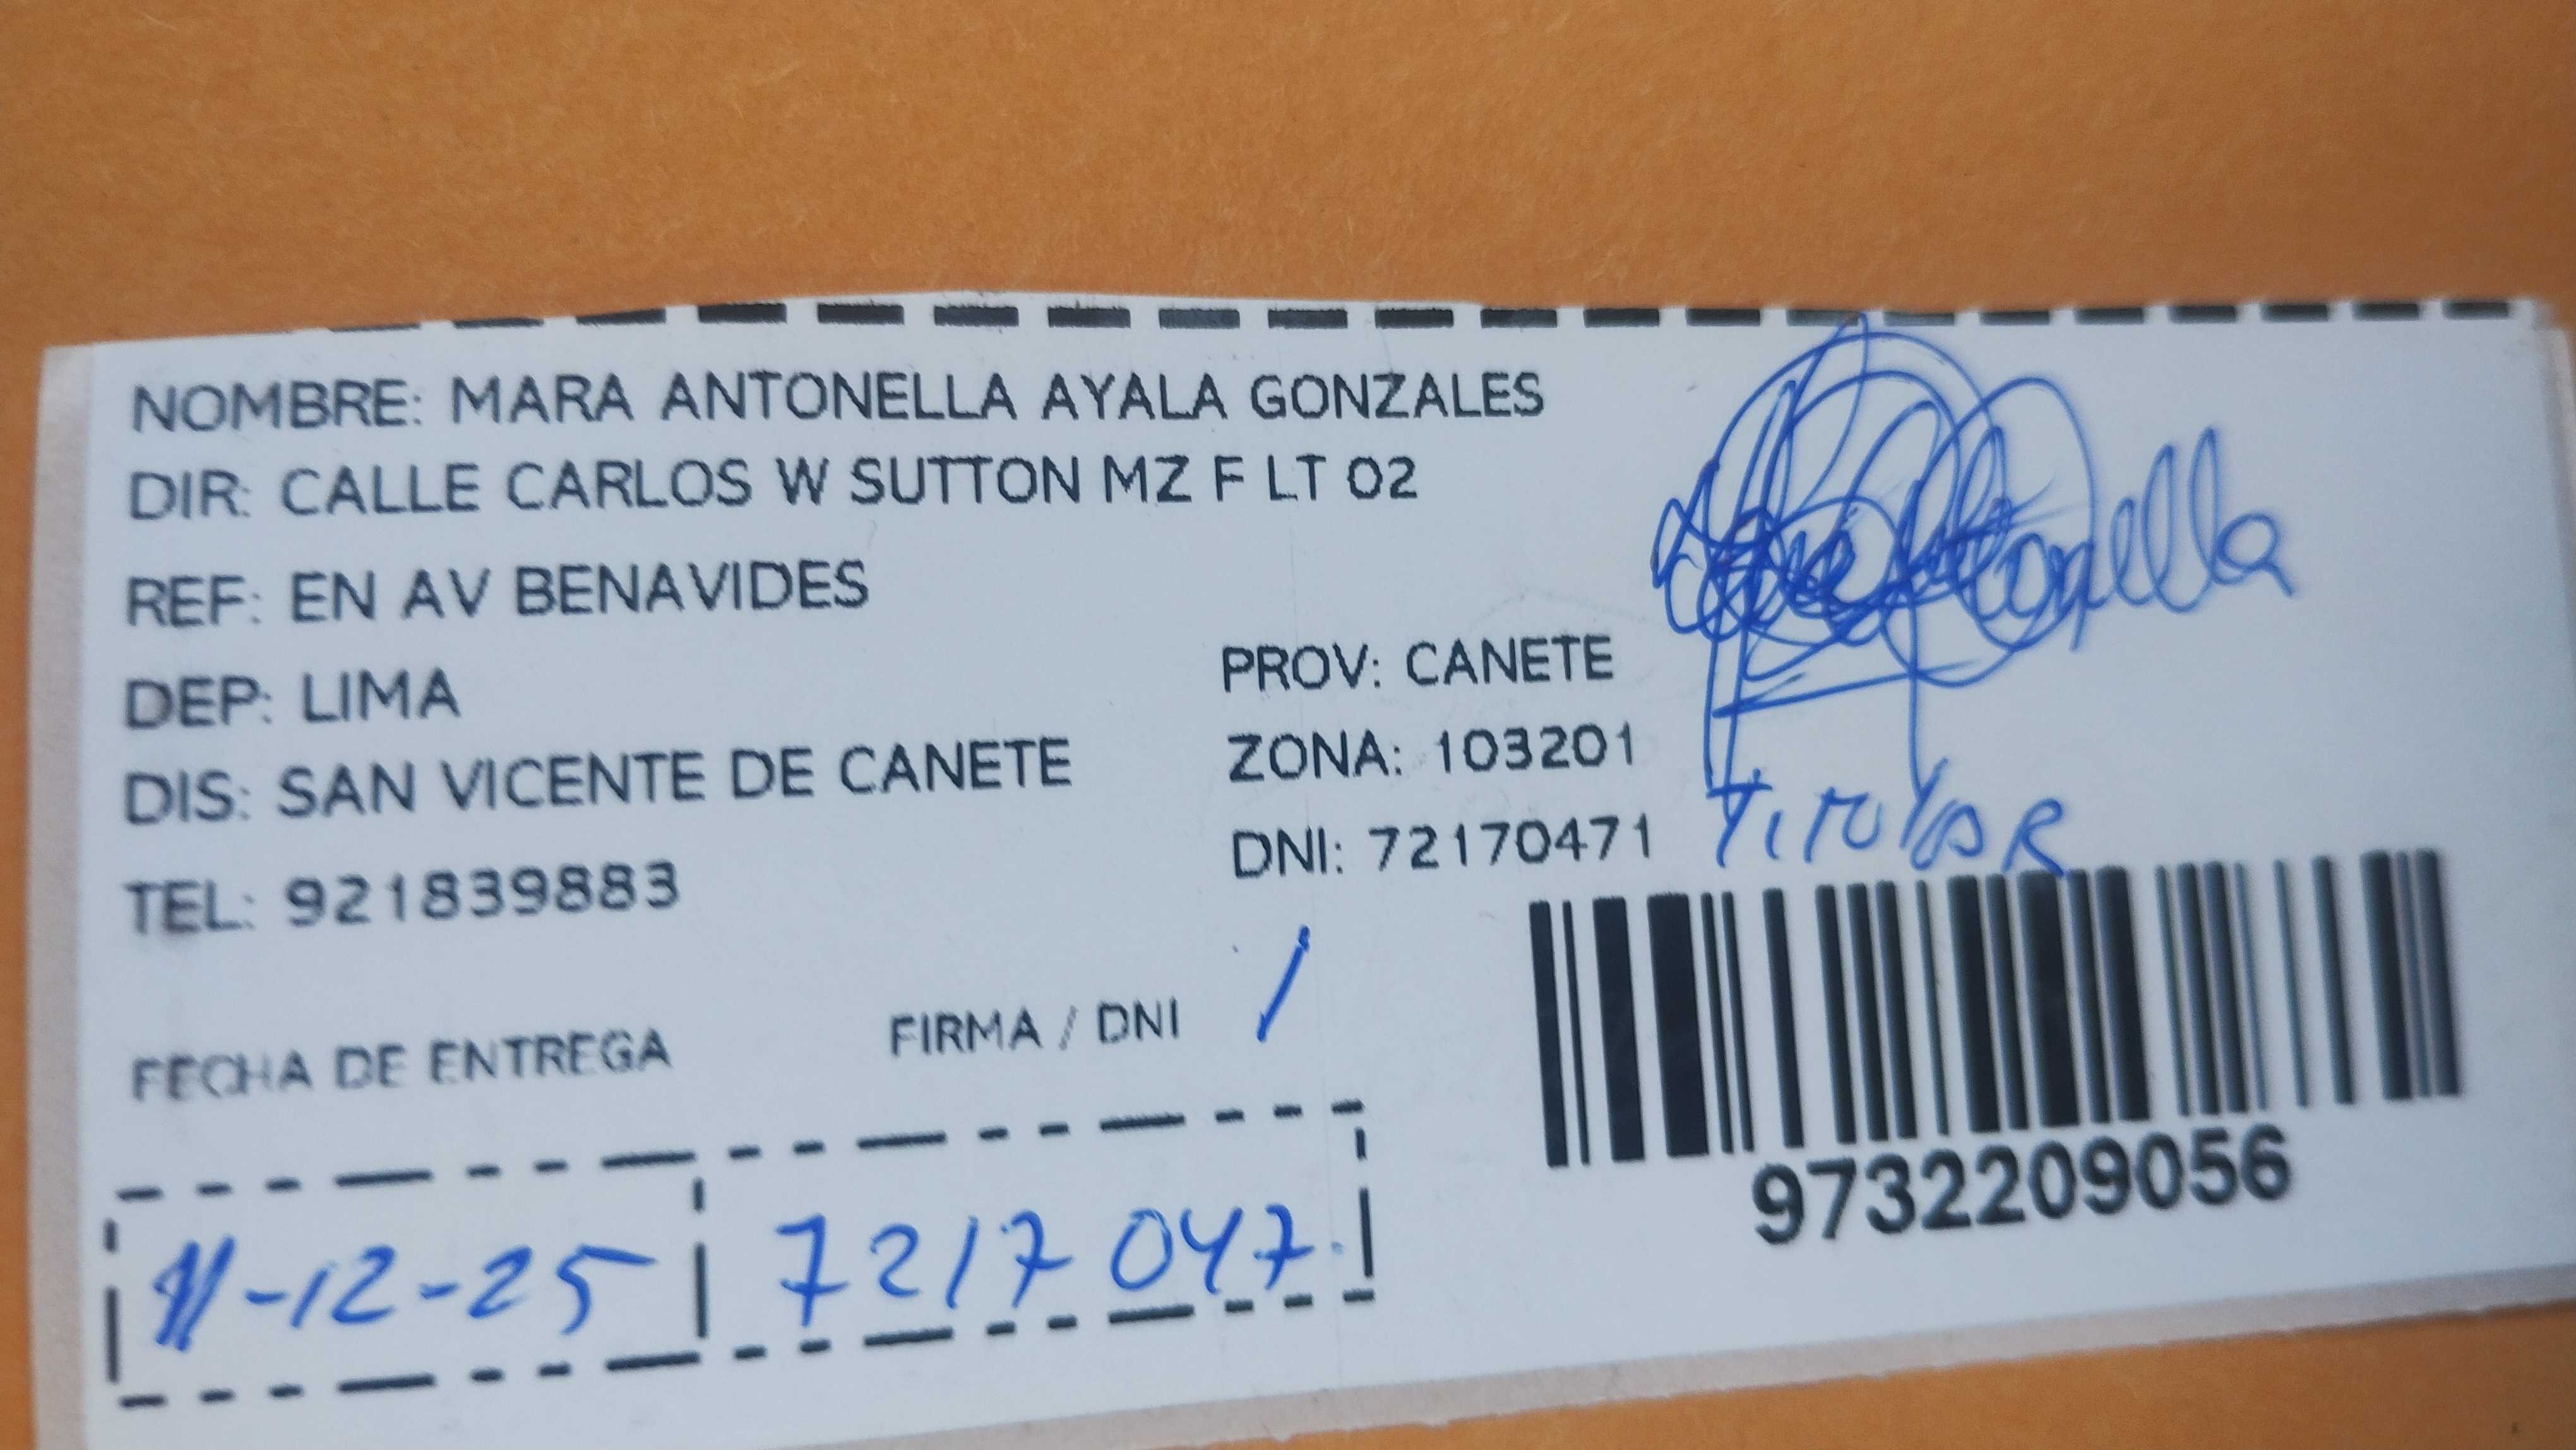 NOMBRE: MARA ANTONELLA AYALA GONZALES
DIR: CALLE CARLOS W SUTTON MZ F LT 02
REF: EN AV BENAVIDES
DEP: LIMA
PROV: CANETE
DIS: SAN VICENTE DE CANETE
ZONA: 103201
TEL: 921839883
DNI: 72170471
TITULAR
FECHA DE ENTREGA
FIRMA / DNI
11-12-25
7217047
9732209056